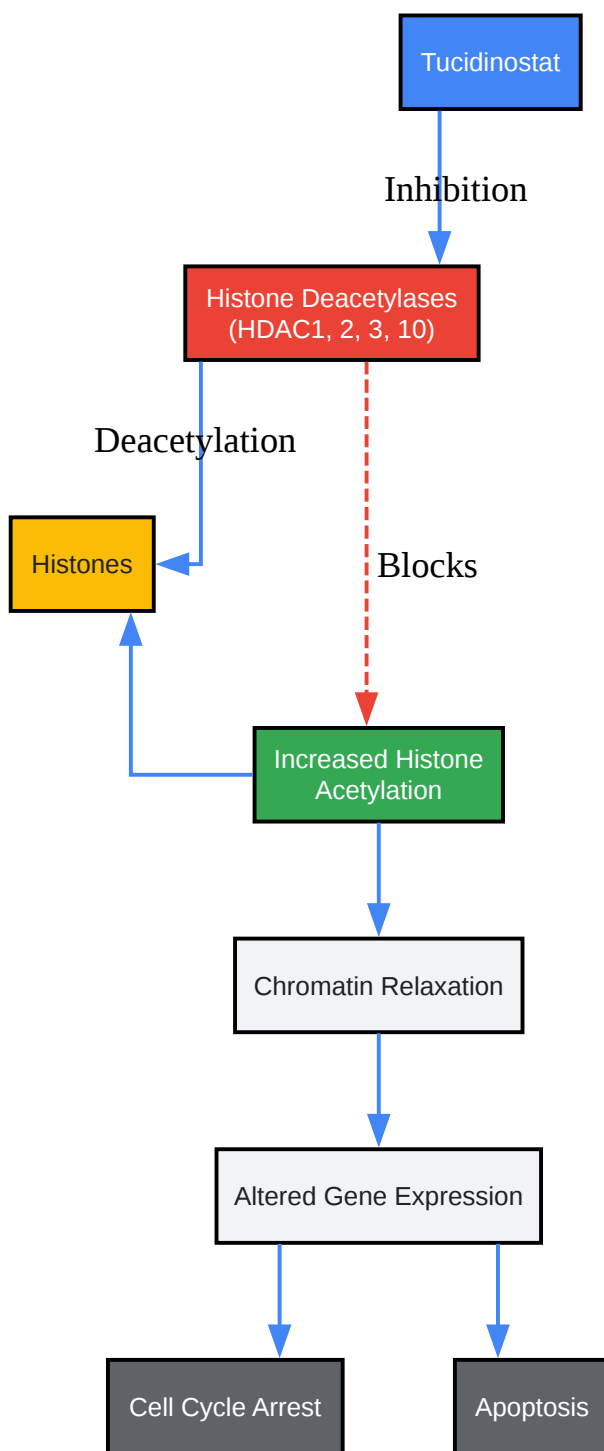 Tucidinostat
Inhibition
Histone Deacetylases
(HDAC1, 2, 3, 10)
Deacetylation
Histones
Blocks
Increased Histone
Acetylation
Chromatin Relaxation
Altered Gene Expression
Cell Cycle Arrest
Apoptosis